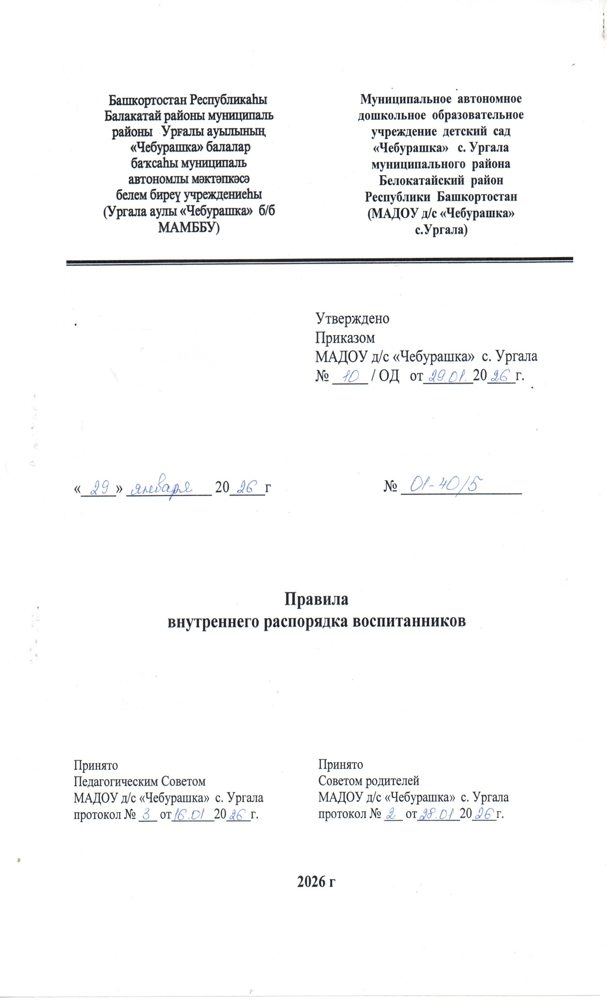 Башкортостан Республикаһы
Балакатай районы муниципаль
районы Урғалы ауылының
«Чебурашка» балалар
баҡсаһы муниципаль
автономлы мәктәпкәсә
белем биреү учреждениеһы
(Ургала аулы «Чебурашка» б/б
МАМББУ)
Муниципальное автономное
дошкольное образовательное
учреждение детский сад
«Чебурашка» с. Ургала
муниципального района
Белокатайский район
Республики Башкортостан
(МАДОУ д/с «Чебурашка»
с.Ургала)
Утверждено
Приказом
МАДОУ д/с «Чебурашка» с. Ургала
№ 10 / ОД от 29.01. 20 26 г.
« 29 » января 20 26 г
№ 01-40/5
Правила
внутреннего распорядка воспитанников
Принято
Педагогическим Советом
МАДОУ д/с «Чебурашка» с. Ургала
протокол № 3 от 16.01 20 26 г.
Принято
Советом родителей
МАДОУ д/с «Чебурашка» с. Ургала
протокол № 2 от 28.01 20 26 г.
2026 г